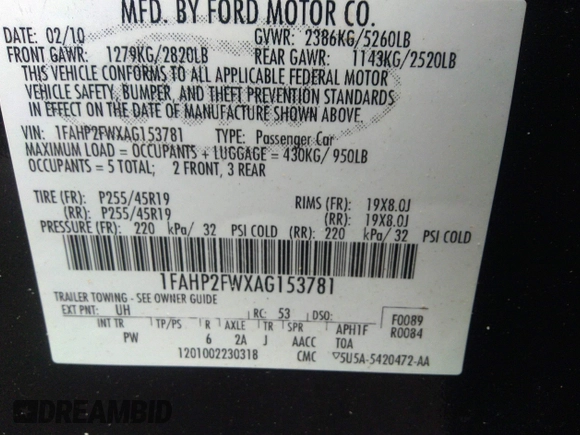 MFD. BY FORD MOTOR CO.
DATE: 02/10 GVWR: 2386KG/5260LB
FRONT GAWR: 1279KG/2820LB REAR GAWR: 1143KG/2520LB
THIS VEHICLE CONFORMS TO ALL APPLICABLE FEDERAL MOTOR
VEHICLE SAFETY, BUMPER, AND THEFT PREVENTION STANDARDS
IN EFFECT ON THE DATE OF MANUFACTURE SHOWN ABOVE.
VIN: 1FAHP2FWXAG153781 TYPE: Passenger Car
MAXIMUM LOAD = OCCUPANTS + LUGGAGE = 430KG/950LB
OCCUPANTS = 5 TOTAL; 2 FRONT, 3 REAR
TIRE (FR): P255/45R19 RIMS (FR): 19X8.0J
(RR): P255/45R19 (RR): 19X8.0J
PRESSURE (FR): 220 kPa/ 32 PSI COLD (RR): 220 kPa/ 32 PSI COLD
1FAHP2FWXAG153781
TRAILER TOWING - SEE OWNER GUIDE
EXT PNT: UH RC: 53 DSO: F0089
INT TR TP/PS R AXLE TR SPR APH1F R0084
PW 6 2A J AACC TOA
1201002230318 CMC ▽5U5A-5420472-AA
DREAMBID